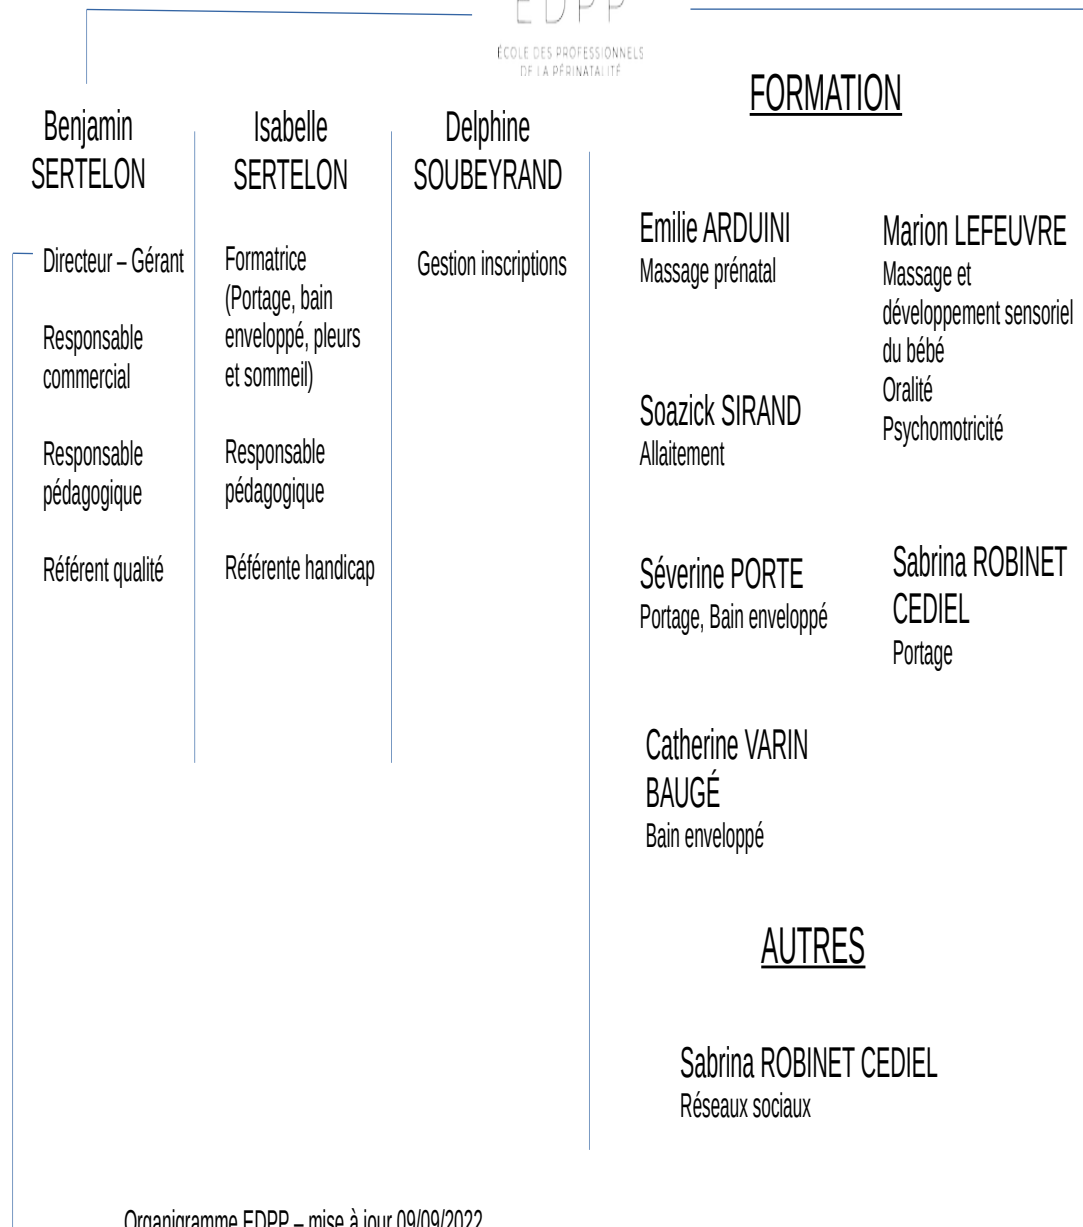 EDPP
ÉCOLE DES PROFESSIONNELS
DE LA PÉRINATALITÉ
Benjamin
SERTELON
Directeur – Gérant
Responsable
commercial
Responsable
pédagogique
Référent qualité
Isabelle
SERTELON
Formatrice
(Portage, bain
enveloppé, pleurs
et sommeil)
Responsable
pédagogique
Référente handicap
Delphine
SOUBEYRAND
Gestion inscriptions
FORMATION
Emilie ARDUINI
Massage prénatal
Soazick SIRAND
Allaitement
Séverine PORTE
Portage, Bain enveloppé
Catherine VARIN
BAUGÉ
Bain enveloppé
Marion LEFEUVRE
Massage et
développement sensoriel
du bébé
Oralité
Psychomotricité
Sabrina ROBINET
CEDIEL
Portage
AUTRES
Sabrina ROBINET CEDIEL
Réseaux sociaux
Organigramme EDPP – mise à jour 09/09/2022